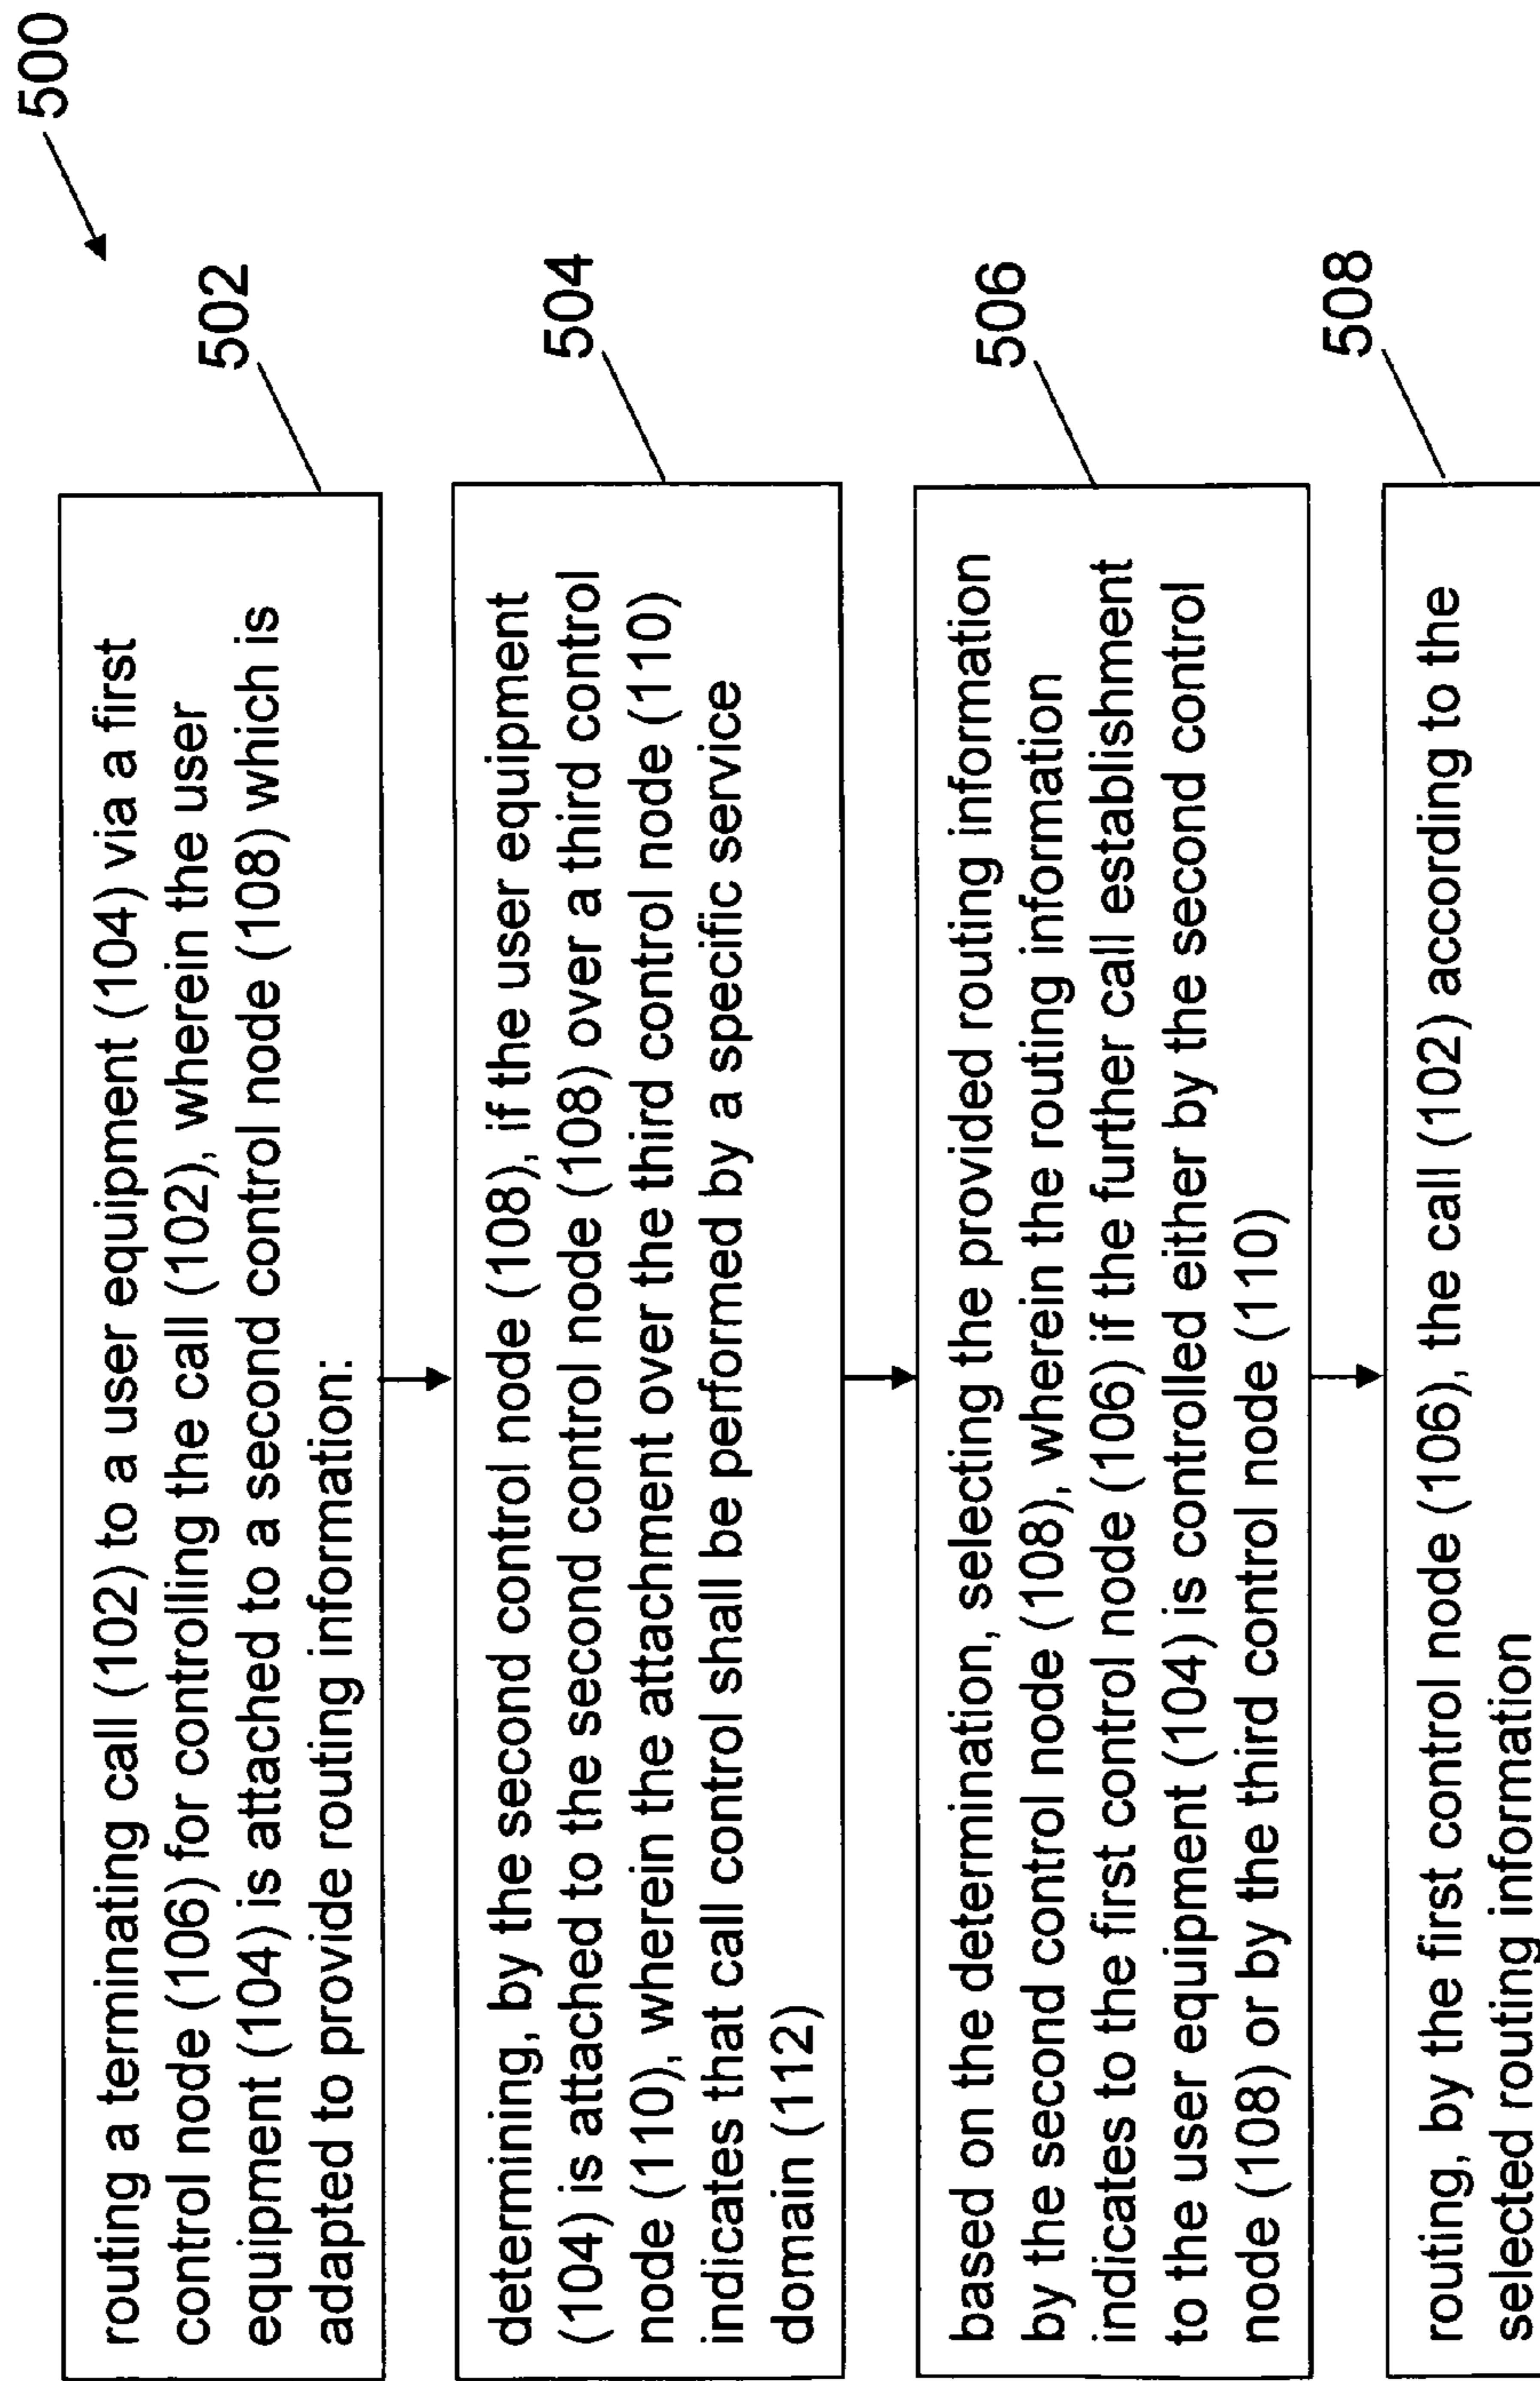 500
502
routing a terminating call (102) to a user equipment (104) via a first
control node (106) for controlling the call (102), wherein the user
equipment (104) is attached to a second control node (108) which is
adapted to provide routing information:
504
determining, by the second control node (108), if the user equipment
(104) is attached to the second control node (108) over a third control
node (110), wherein the attachment over the third control node (110)
indicates that call control shall be performed by a specific service
domain (112)
506
based on the determination, selecting the provided routing information
by the second control node (108), wherein the routing information
indicates to the first control node (106) if the further call establishment
to the user equipment (104) is controlled either by the second control
node (108) or by the third control node (110)
508
routing, by the first control node (106), the call (102) according to the
selected routing information